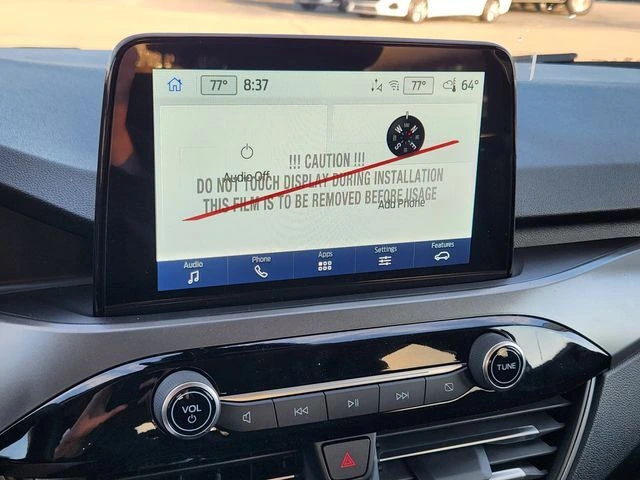 77° 8:37 77° 64°
Audio Off
!!! CAUTION !!!
DO NOT TOUCH DISPLAY DURING INSTALLATION
THIS FILM IS TO BE REMOVED BEFORE USAGE
Add Phone
Audio Phone Apps Settings Features
VOL
TUNE